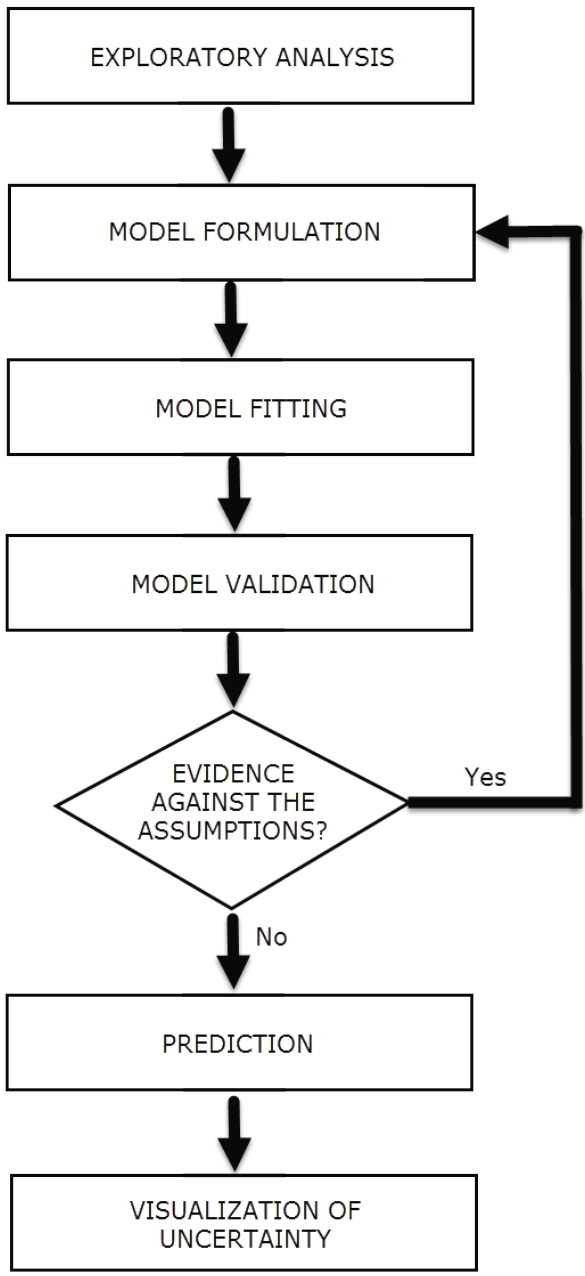 EXPLORATORY ANALYSIS
MODEL FORMULATION
MODEL FITTING
MODEL VALIDATION
EVIDENCE
AGAINST THE
ASSUMPTIONS?
Yes
No
PREDICTION
VISUALIZATION OF
UNCERTAINTY